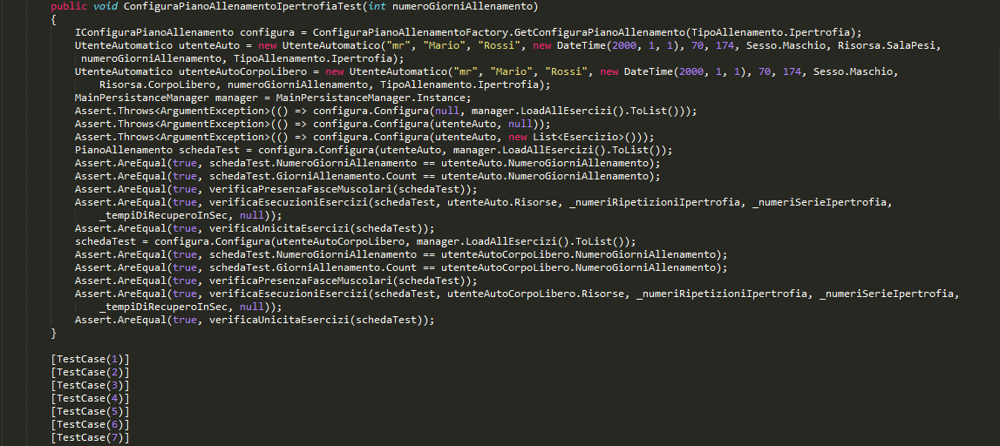 public void ConfiguraPianoAllenamentoIpertrofiaTest(int numeroGiorniAllenamento)
{
IConfiguraPianoAllenamento configura = ConfiguraPianoAllenamentoFactory.GetConfiguraPianoAllenamento(TipoAllenamento.Ipertrofia);
UtenteAutomatico utenteAuto = new UtenteAutomatico("mr", "Mario", "Rossi", new DateTime(2000, 1, 1), 70, 174, Sesso.Maschio, Risorsa.SalaPesi,
numeroGiorniAllenamento, TipoAllenamento.Ipertrofia);
UtenteAutomatico utenteAutoCorpoLibero = new UtenteAutomatico("mr", "Mario", "Rossi", new DateTime(2000, 1, 1), 70, 174, Sesso.Maschio,
Risorsa.CorpoLibero, numeroGiorniAllenamento, TipoAllenamento.Ipertrofia);
MainPersistanceManager manager = MainPersistanceManager.Instance;
Assert.Throws<ArgumentException>(() => configura.Configura(null, manager.LoadAllEsercizi().ToList()));
Assert.Throws<ArgumentException>(() => configura.Configura(utenteAuto, null));
Assert.Throws<ArgumentException>(() => configura.Configura(utenteAuto, new List<Esercizio>()));
PianoAllenamento schedaTest = configura.Configura(utenteAuto, manager.LoadAllEsercizi().ToList());
Assert.AreEqual(true, schedaTest.NumeroGiorniAllenamento == utenteAuto.NumeroGiorniAllenamento);
Assert.AreEqual(true, schedaTest.GiorniAllenamento.Count == utenteAuto.NumeroGiorniAllenamento);
Assert.AreEqual(true, verificaPresenzaFasceMuscolari(schedaTest));
Assert.AreEqual(true, verificaEsecuzioniEsercizi(schedaTest, utenteAuto.Risorse, _numeriRipetizioniIpertrofia, _numeriSerieIpertrofia,
_tempiDiRecuperoInSec, null));
Assert.AreEqual(true, verificaUnicitaEsercizi(schedaTest));
schedaTest = configura.Configura(utenteAutoCorpoLibero, manager.LoadAllEsercizi().ToList());
Assert.AreEqual(true, schedaTest.NumeroGiorniAllenamento == utenteAutoCorpoLibero.NumeroGiorniAllenamento);
Assert.AreEqual(true, schedaTest.GiorniAllenamento.Count == utenteAutoCorpoLibero.NumeroGiorniAllenamento);
Assert.AreEqual(true, verificaPresenzaFasceMuscolari(schedaTest));
Assert.AreEqual(true, verificaEsecuzioniEsercizi(schedaTest, utenteAutoCorpoLibero.Risorse, _numeriRipetizioniIpertrofia, _numeriSerieIpertrofia,
_tempiDiRecuperoInSec, null));
Assert.AreEqual(true, verificaUnicitaEsercizi(schedaTest));
}
[TestCase(1)]
[TestCase(2)]
[TestCase(3)]
[TestCase(4)]
[TestCase(5)]
[TestCase(6)]
[TestCase(7)]